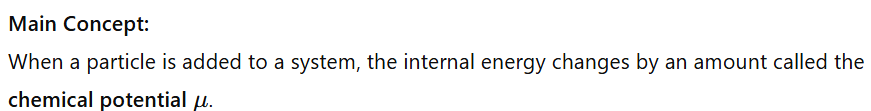 Main Concept:
When a particle is added to a system, the internal energy changes by an amount called the
chemical potential μ.